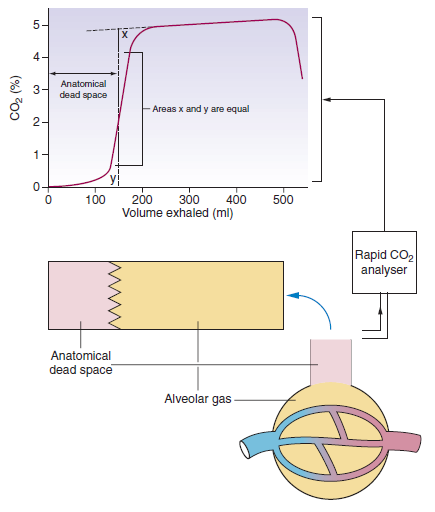 5
4
3
2
1
0
CO2 (%)
x
Anatomical
dead space
Areas x and y are equal
y
0
100
200
300
400
500
Volume exhaled (ml)
Rapid CO2
analyser
Anatomical
dead space
Alveolar gas